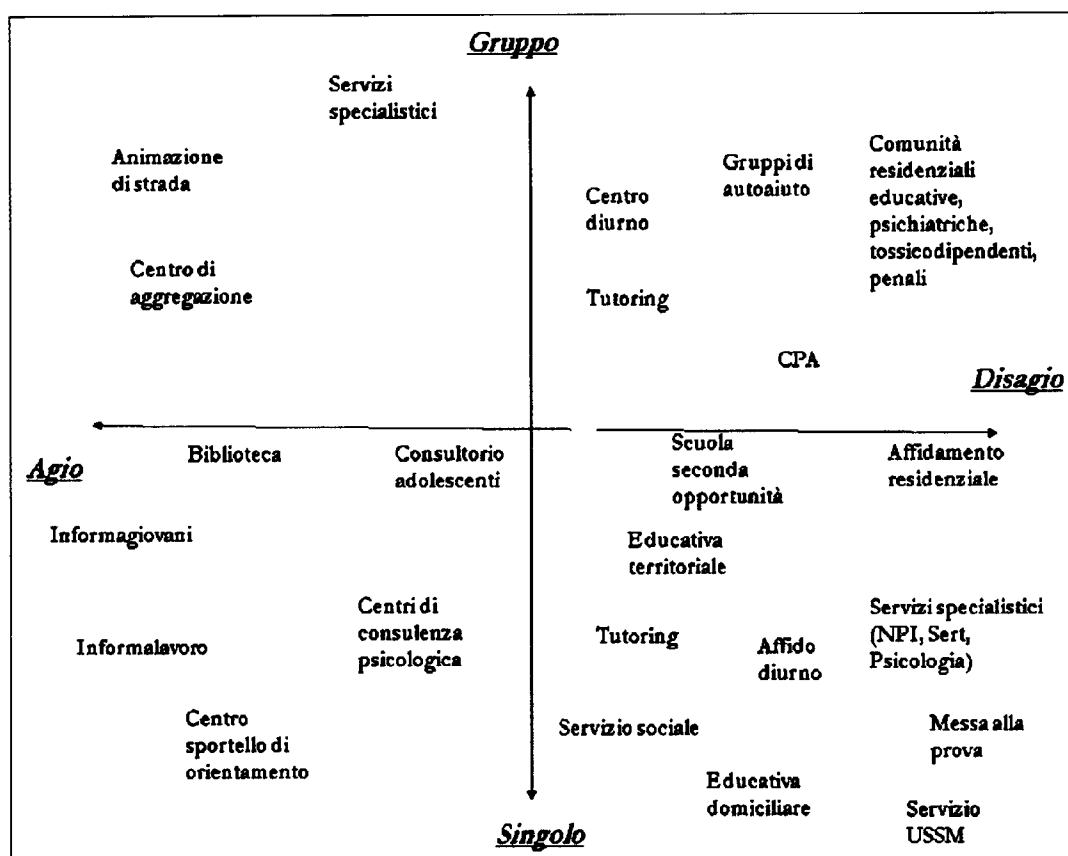 Gruppo
Servizi
specialistici
Animazione
di strada
Centro di
aggregazione
Centro
diurno
Gruppi di
autoaiuto
Comunità
residenziali
educative,
psichiatriche,
tossicodipendenti,
penali
Tutoring
CPA
Disagio
Agio
Biblioteca
Consultorio
adolescenti
Scuola
seconda
opportunità
Affidamento
residenziale
Informagiovani
Educativa
territoriale
Informalavoro
Centri di
consulenza
psicologica
Tutoring
Affido
diurno
Servizi specialistici
(NPI, Sert,
Psicologia)
Centro
sportello di
orientamento
Servizio sociale
Messa alla
prova
Educativa
domiciliare
Servizio
USSM
Singolo